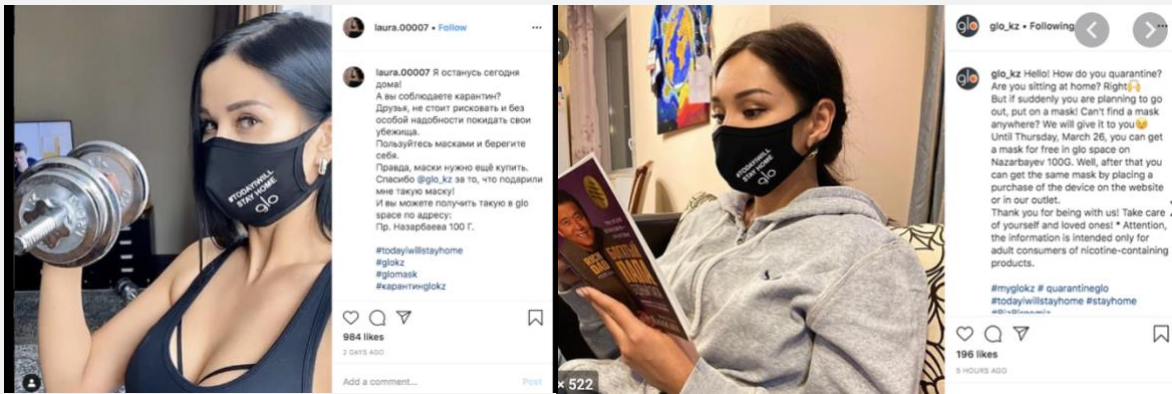 #TODAYIWILL
STAY HOME
glo
laura.00007 • Follow
laura.00007 Я останусь сегодня
дома!
А вы соблюдаете карантин?
Друзья, не стоит рисковать и без
особой надобности покидать свои
убежища.
Пользуйтесь масками и берегите
себя.
Правда, маски нужно ещё купить.
Спасибо @glo_kz за то, что подарили
мне такую маску!
И вы можете получить такую в glo
space по адресу:
Пр. Назарбаева 100 Г.
#todayiwillstayhome
#glokz
#glomask
#карантинglokz
984 likes
2 DAYS AGO
Add a comment...
Post
#TODAYIWILL
STAY HOME
glo
БОГАТЫЙ
ПАПА
× 522
glo
glo_kz • Following
glo
glo_kz Hello! How do you quarantine?
Are you sitting at home? Right🙌
But if suddenly you are planning to go
out, put on a mask! Can't find a mask
anywhere? We will give it to you😉
Until Thursday, March 26, you can get
a mask for free in glo space on
Nazarbayev 100G. Well, after that you
can get the same mask by placing a
purchase of the device on the website
or in our outlet.
Thank you for being with us! Take care
of yourself and loved ones! * Attention,
the information is intended only for
adult consumers of nicotine-containing
products.
#myglokz # quarantineglo
#todayiwillstayhome #stayhome
196 likes
5 HOURS AGO